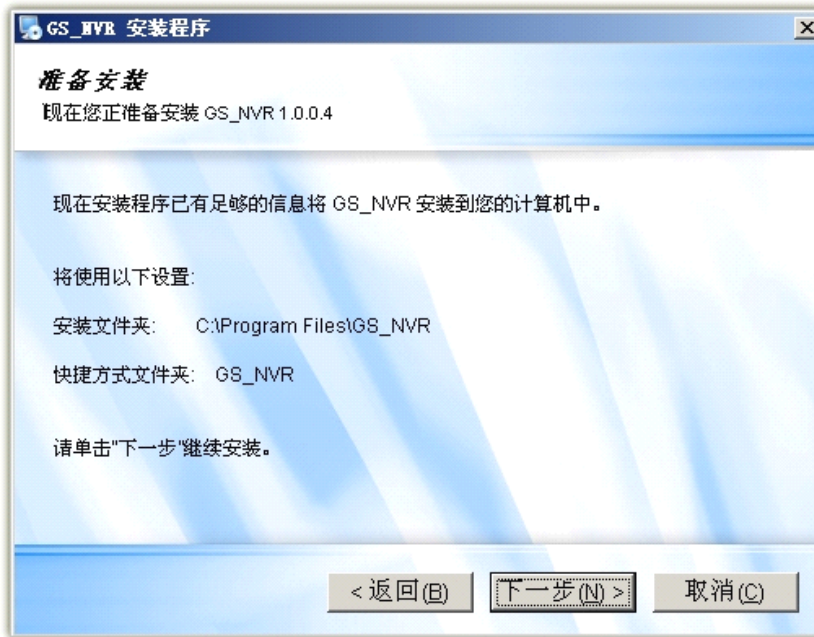 GS_NVR 安装程序
准备安装
现在您正准备安装 GS_NVR 1.0.0.4
现在安装程序已有足够的信息将 GS_NVR 安装到您的计算机中。
将使用以下设置:
安装文件夹: C:\Program Files\GS_NVR
快捷方式文件夹: GS_NVR
请单击"下一步"继续安装。
< 返回(B) 下一步(N) > 取消(C)